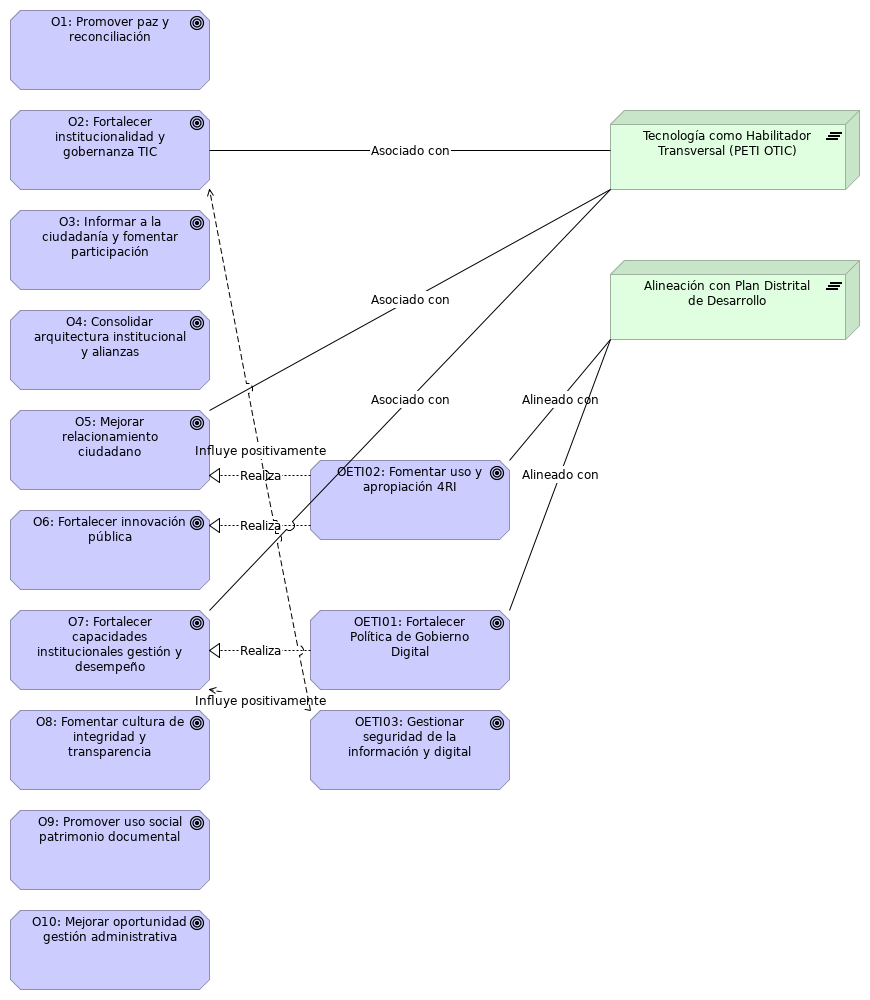 O1: Promover paz y
reconciliación
O2: Fortalecer
institucionalidad y
gobernanza TIC
O3: Informar a la
ciudadanía y fomentar
participación
O4: Consolidar
arquitectura institucional
y alianzas
O5: Mejorar
relacionamiento
ciudadano
O6: Fortalecer innovación
pública
O7: Fortalecer
capacidades
institucionales gestión y
desempeño
O8: Fomentar cultura de
integridad y
transparencia
O9: Promover uso social
patrimonio documental
O10: Mejorar oportunidad
gestión administrativa
Asociado con
Asociado con
Asociado con
Influye positivamente
Realiza
Realiza
Realiza
Influye positivamente
OETI02: Fomentar uso y
apropiación 4RI
OETI01: Fortalecer
Política de Gobierno
Digital
OETI03: Gestionar
seguridad de la
información y digital
Alineado con
Alineado con
Tecnología como Habilitador
Transversal (PETI OTIC)
Alineación con Plan Distrital
de Desarrollo